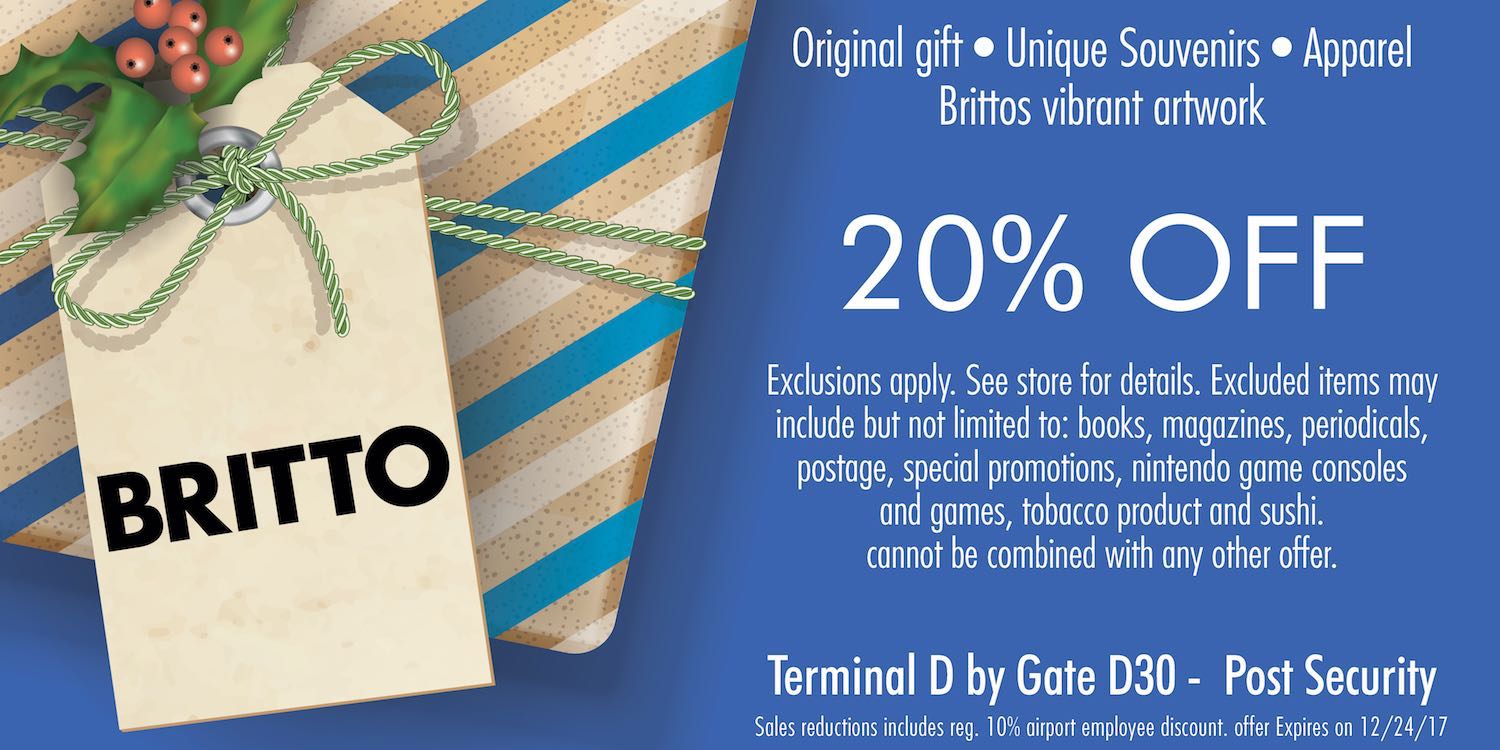 BRITTO
Original gift • Unique Souvenirs • Apparel
Brittos vibrant artwork
20% OFF
Exclusions apply. See store for details. Excluded items may
include but not limited to: books, magazines, periodicals,
postage, special promotions, nintendo game consoles
and games, tobacco product and sushi.
cannot be combined with any other offer.
Terminal D by Gate D30 - Post Security
Sales reductions includes reg. 10% airport employee discount. offer Expires on 12/24/17